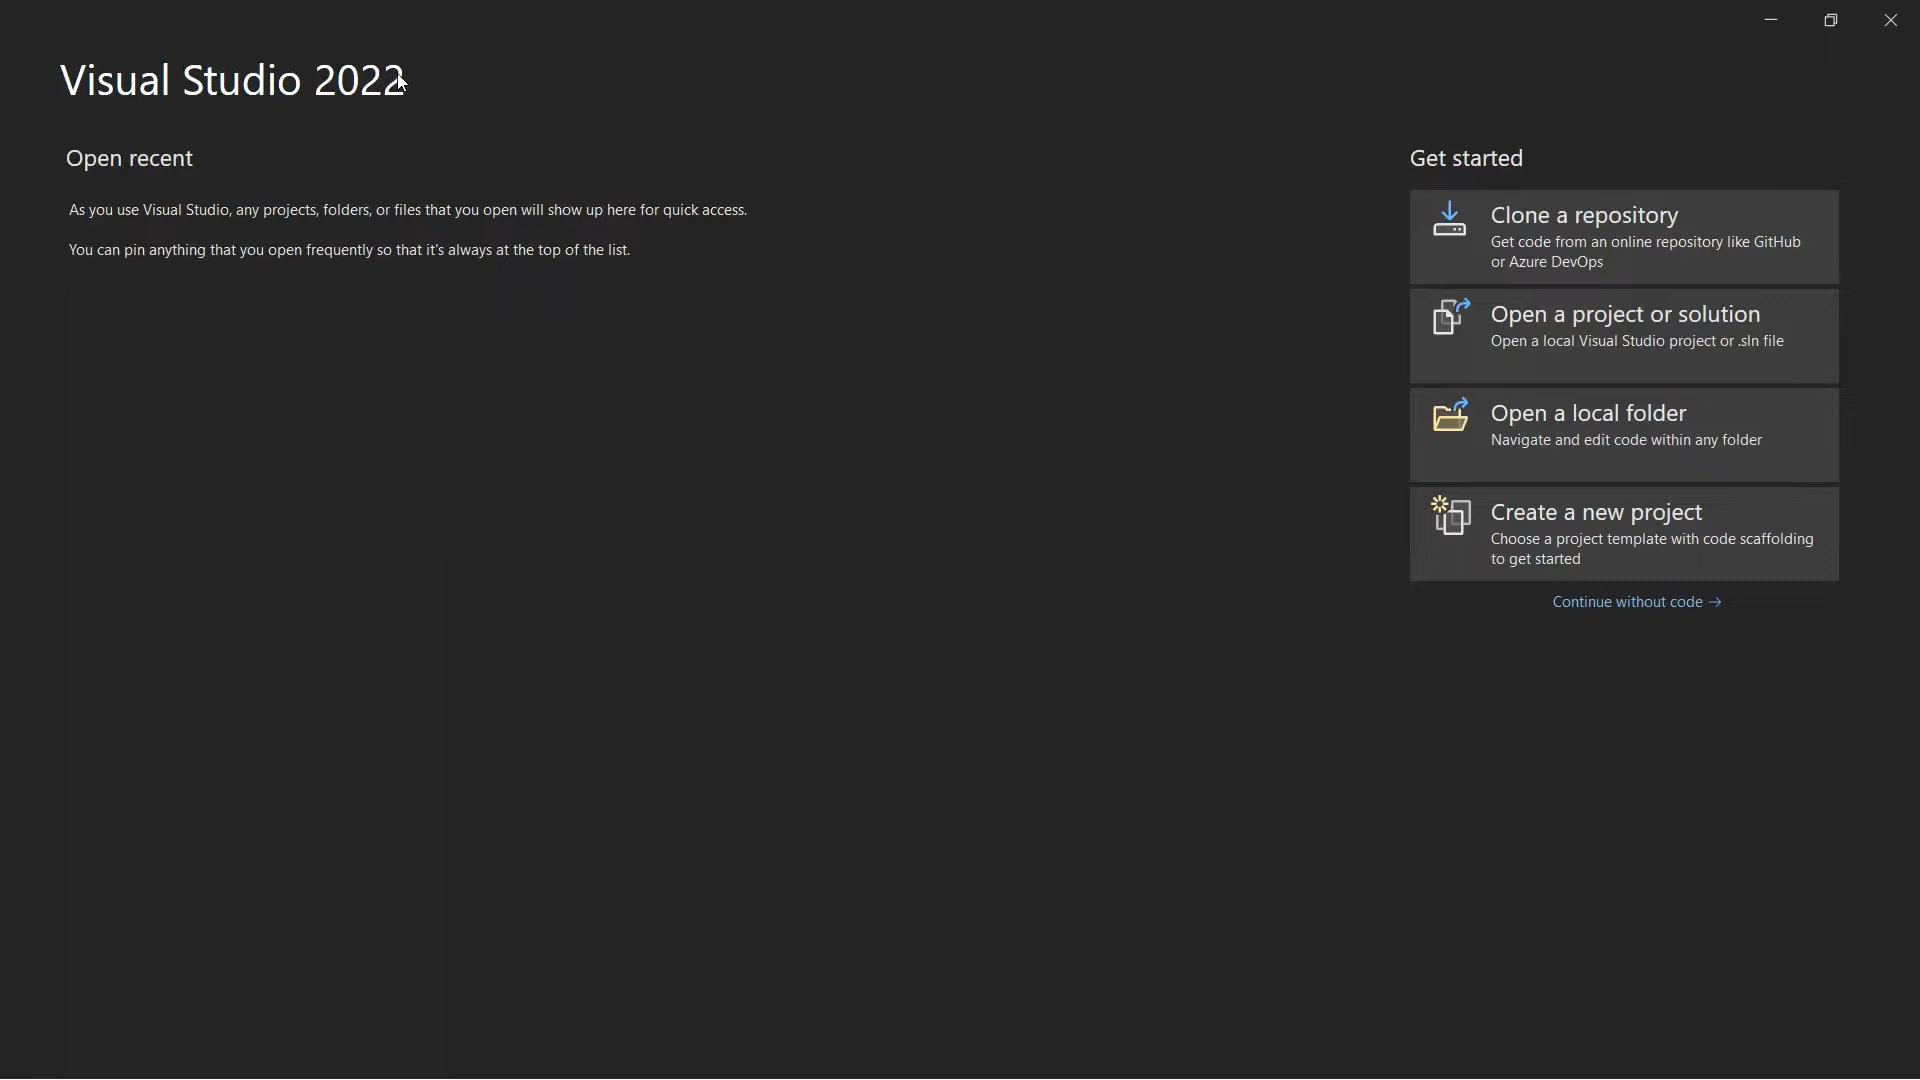 Visual Studio 2022
Open recent
As you use Visual Studio, any projects, folders, or files that you open will show up here for quick access.
You can pin anything that you open frequently so that it's always at the top of the list.
Get started
Clone a repository
Get code from an online repository like GitHub
or Azure DevOps
Open a project or solution
Open a local Visual Studio project or .sln file
Open a local folder
Navigate and edit code within any folder
Create a new project
Choose a project template with code scaffolding
to get started
Continue without code →